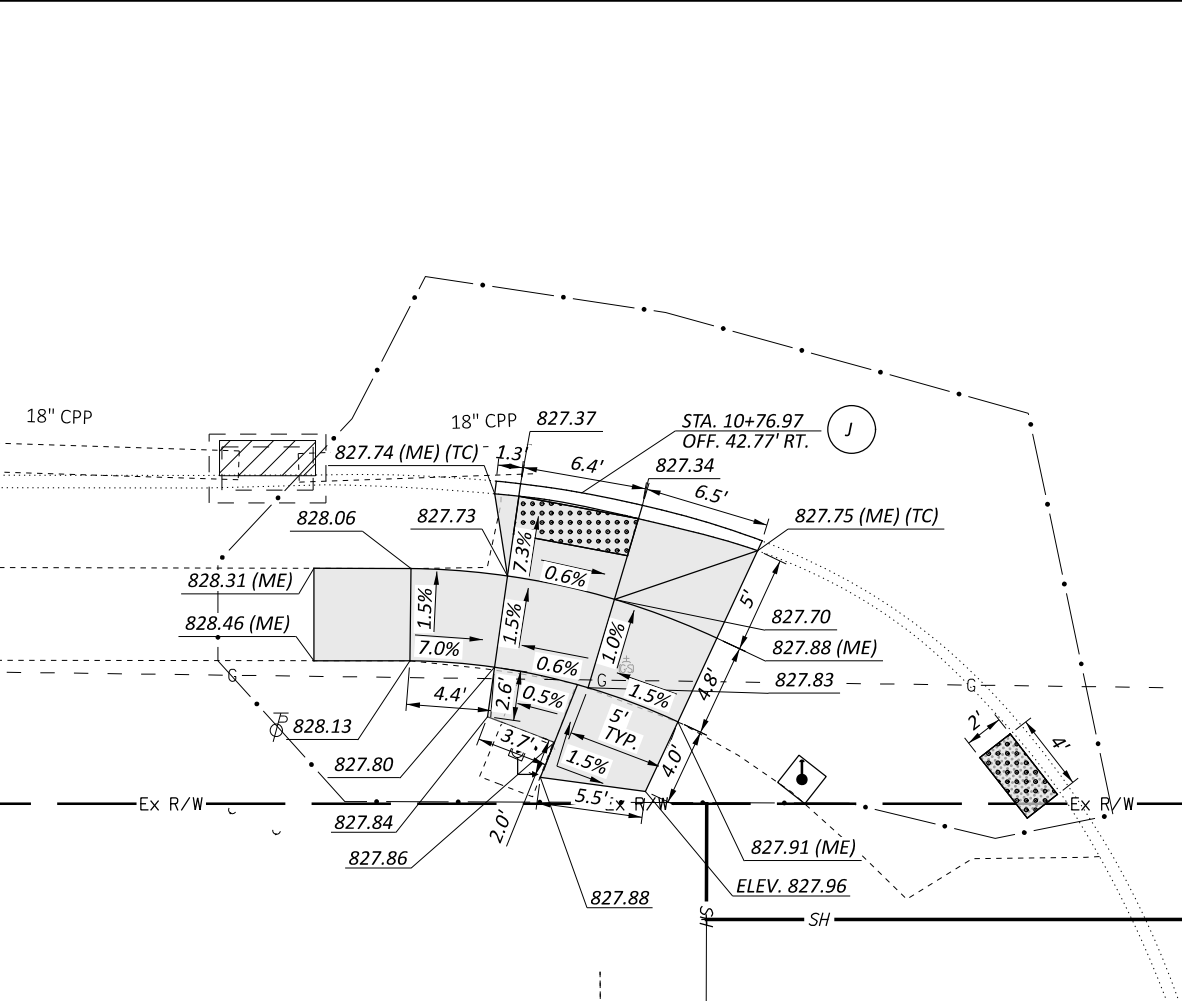 18" CPP
18" CPP
827.37
STA. 10+76.97
OFF. 42.77' RT.
J
827.74 (ME) (TC)
1.3'
6.4'
827.34
6.5'
828.06
827.73
827.75 (ME) (TC)
7.3%
0.6%
828.31 (ME)
1.5%
1.5%
5'
828.46 (ME)
7.0%
1.0%
827.70
827.88 (ME)
0.6%
G
G
G
827.83
4.4'
2.6'
0.5%
1.5%
4.8'
5'
TYP.
828.13
3.7'
1.5%
4.0'
2'
4'
827.80
Ex R/W
5.5'
Ex R/W
Ex R/W
827.84
2.0'
827.86
827.91 (ME)
827.88
ELEV. 827.96
SH
SH